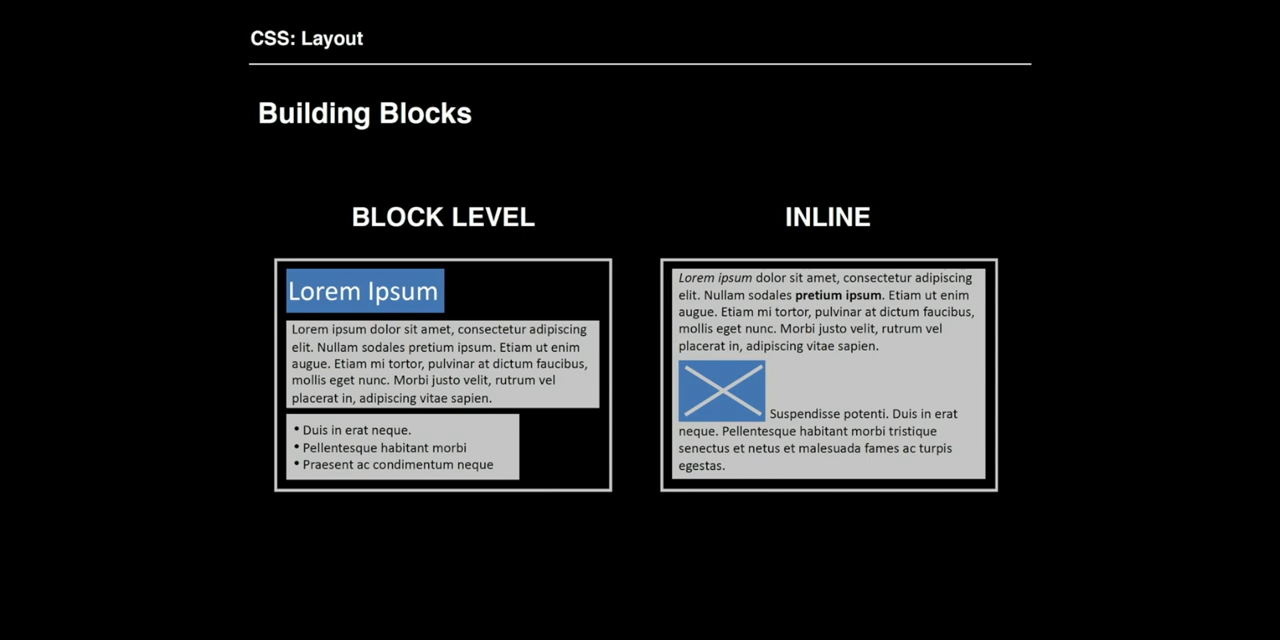 CSS: Layout
Building Blocks
BLOCK LEVEL
Lorem Ipsum
Lorem ipsum dolor sit amet, consectetur adipiscing
elit. Nullam sodales pretium ipsum. Etiam ut enim
augue. Etiam mi tortor, pulvinar at dictum faucibus,
mollis eget nunc. Morbi justo velit, rutrum vel
placerat in, adipiscing vitae sapien.
• Duis in erat neque.
• Pellentesque habitant morbi
• Praesent ac condimentum neque
INLINE
Lorem ipsum dolor sit amet, consectetur adipiscing
elit. Nullam sodales pretium ipsum. Etiam ut enim
augue. Etiam mi tortor, pulvinar at dictum faucibus,
mollis eget nunc. Morbi justo velit, rutrum vel
placerat in, adipiscing vitae sapien.
Suspendisse potenti. Duis in erat
neque. Pellentesque habitant morbi tristique
senectus et netus et malesuada fames ac turpis
egestas.